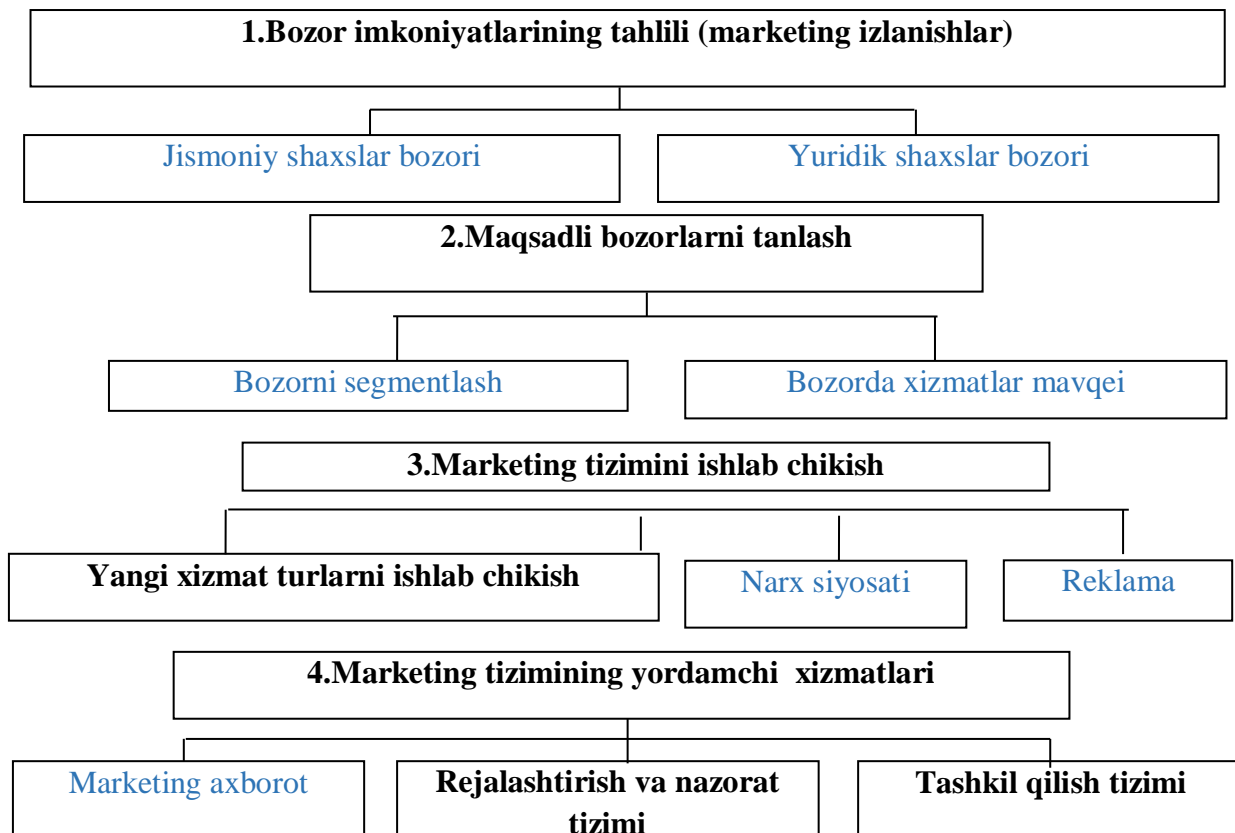 1.Bozor imkoniyatlarining tahlili (marketing izlanishlar)
Jismoniy shaxslar bozori
Yuridik shaxslar bozori
2.Maqsadli bozorlarni tanlash
Bozorni segmentlash
Bozorda xizmatlar mavqei
3.Marketing tizimini ishlab chikish
Yangi xizmat turlarni ishlab chikish
Narx siyosati
Reklama
4.Marketing tizimining yordamchi xizmatlari
Marketing axborot
Rejalashtirish va nazorat
tizimi
Tashkil qilish tizimi